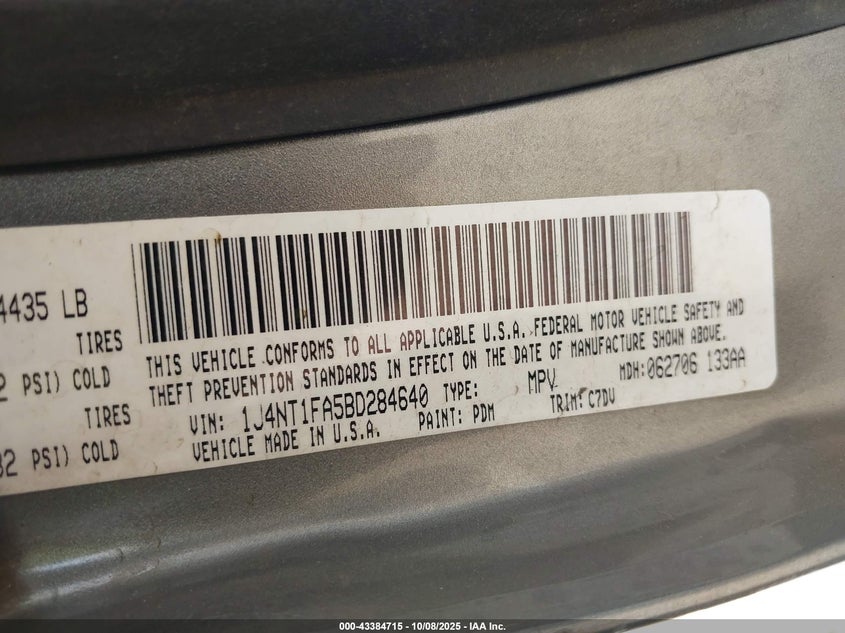 4435 LB
TIRES
2 PSI) COLD
TIRES
32 PSI) COLD
THIS VEHICLE CONFORMS TO ALL APPLICABLE U.S.A. FEDERAL MOTOR VEHICLE SAFETY AND
THEFT PREVENTION STANDARDS IN EFFECT ON THE DATE OF MANUFACTURE SHOWN ABOVE.
VIN: 1J4NT1FA5BD284640 TYPE: MPV MDH:062706 133AA
VEHICLE MADE IN U.S.A. PAINT: PDM TRIM: C7DV
000-43384715 - 10/08/2025 - IAA Inc.